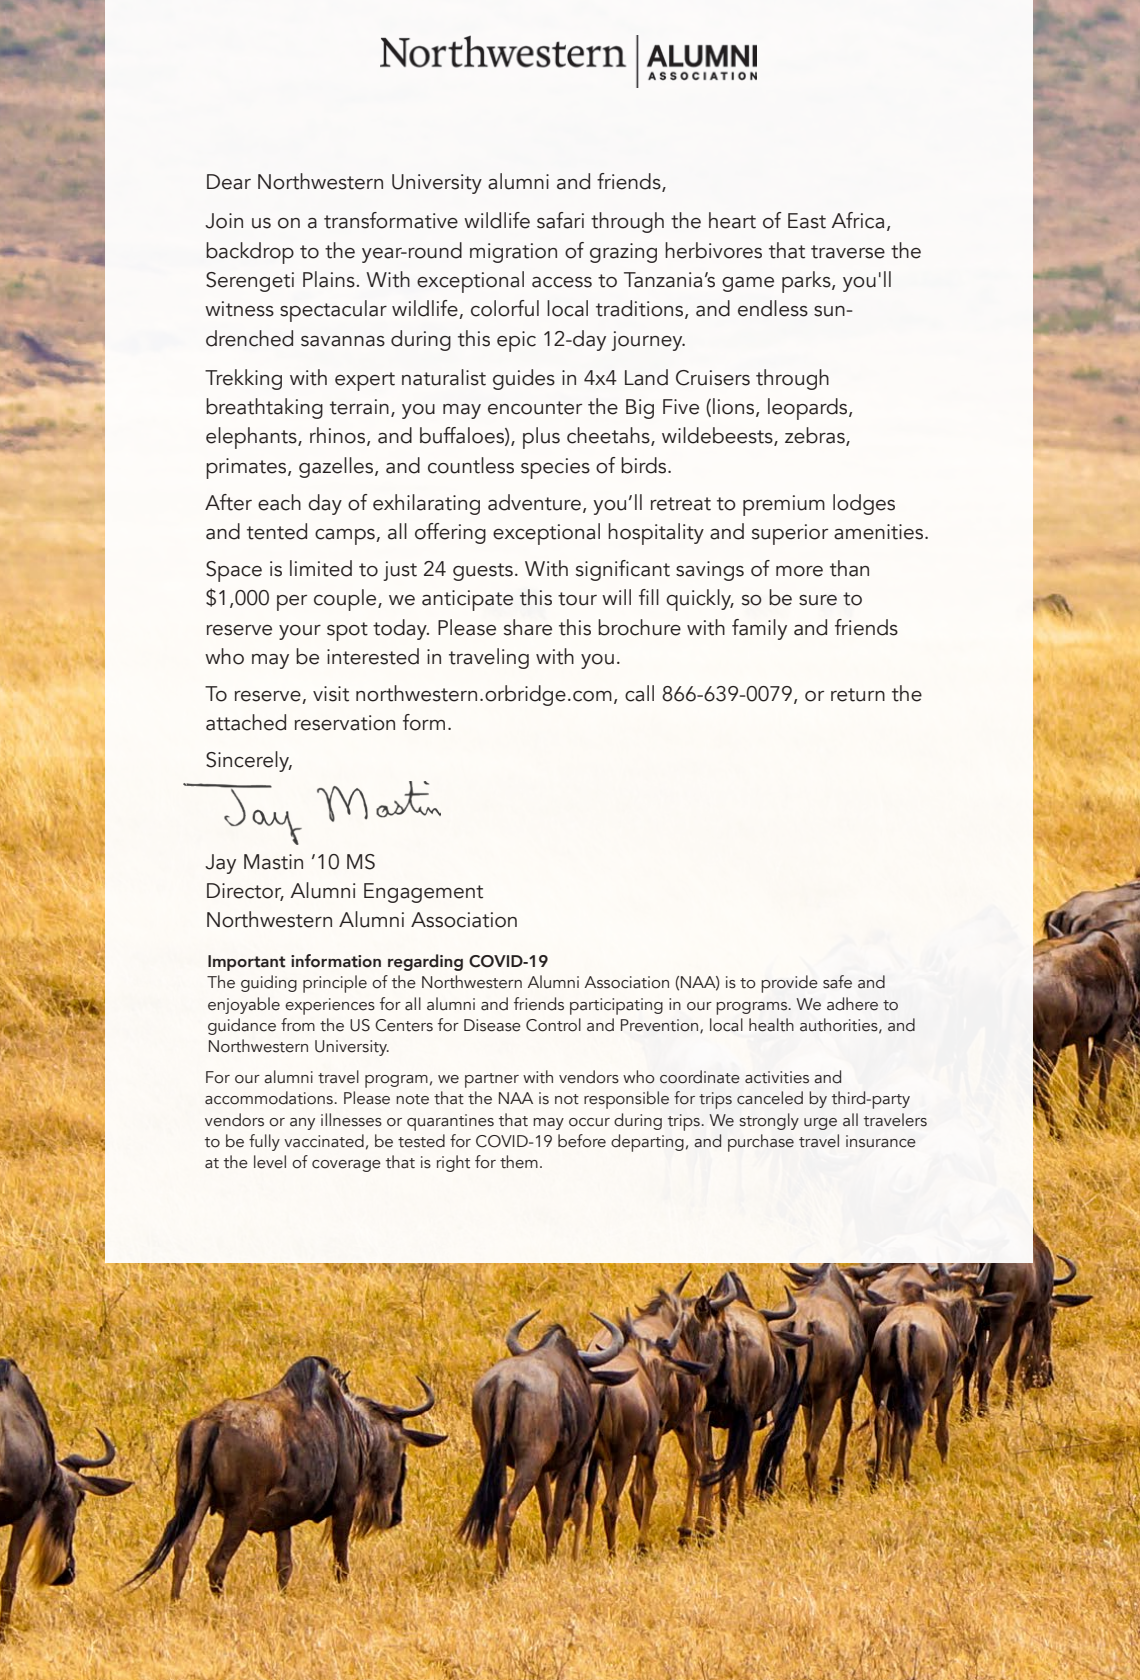 Northwestern | ALUMNI
ASSOCIATION
Dear Northwestern University alumni and friends,
Join us on a transformative wildlife safari through the heart of East Africa,
backdrop to the year-round migration of grazing herbivores that traverse the
Serengeti Plains. With exceptional access to Tanzania’s game parks, you'll
witness spectacular wildlife, colorful local traditions, and endless sun-
drenched savannas during this epic 12-day journey.
Trekking with expert naturalist guides in 4x4 Land Cruisers through
breathtaking terrain, you may encounter the Big Five (lions, leopards,
elephants, rhinos, and buffaloes), plus cheetahs, wildebeests, zebras,
primates, gazelles, and countless species of birds.
After each day of exhilarating adventure, you’ll retreat to premium lodges
and tented camps, all offering exceptional hospitality and superior amenities.
Space is limited to just 24 guests. With significant savings of more than
$1,000 per couple, we anticipate this tour will fill quickly, so be sure to
reserve your spot today. Please share this brochure with family and friends
who may be interested in traveling with you.
To reserve, visit northwestern.orbridge.com, call 866-639-0079, or return the
attached reservation form.
Sincerely,
Jay Mastin
Jay Mastin ’10 MS
Director, Alumni Engagement
Northwestern Alumni Association
Important information regarding COVID-19
The guiding principle of the Northwestern Alumni Association (NAA) is to provide safe and
enjoyable experiences for all alumni and friends participating in our programs. We adhere to
guidance from the US Centers for Disease Control and Prevention, local health authorities, and
Northwestern University.
For our alumni travel program, we partner with vendors who coordinate activities and
accommodations. Please note that the NAA is not responsible for trips canceled by third-party
vendors or any illnesses or quarantines that may occur during trips. We strongly urge all travelers
to be fully vaccinated, be tested for COVID-19 before departing, and purchase travel insurance
at the level of coverage that is right for them.